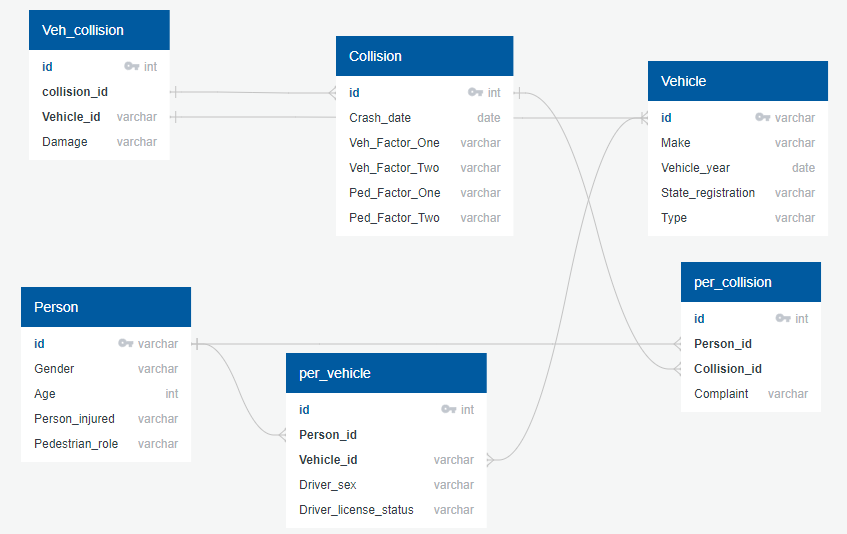 Veh_collision
id int
collision_id
Vehicle_id varchar
Damage varchar
Collision
id int
Crash_date date
Veh_Factor_One varchar
Veh_Factor_Two varchar
Ped_Factor_One varchar
Ped_Factor_Two varchar
Vehicle
id varchar
Make varchar
Vehicle_year date
State_registration varchar
Type varchar
per_collision
id int
Person_id
Collision_id
Complaint varchar
Person
id varchar
Gender varchar
Age int
Person_injured varchar
Pedestrian_role varchar
per_vehicle
id int
Person_id
Vehicle_id varchar
Driver_sex varchar
Driver_license_status varchar